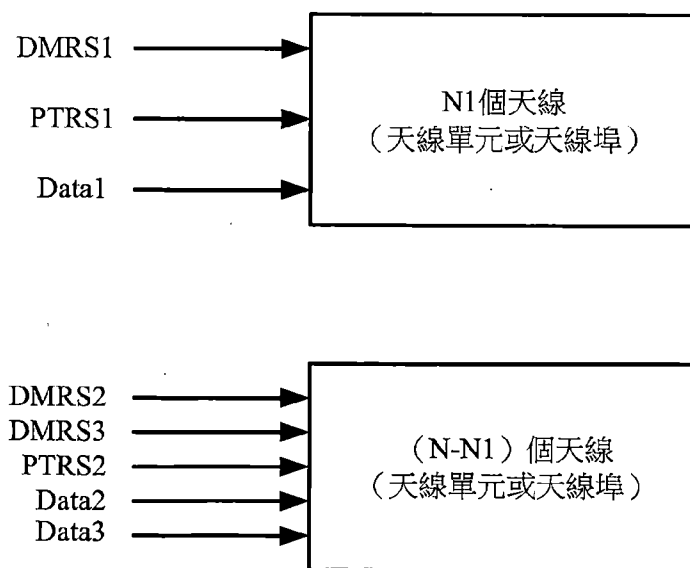 DMRS1
PTRS1
Data1
N1個天線
（天線單元或天線埠）
DMRS2
DMRS3
PTRS2
Data2
Data3
（N-N1）個天線
（天線單元或天線埠）